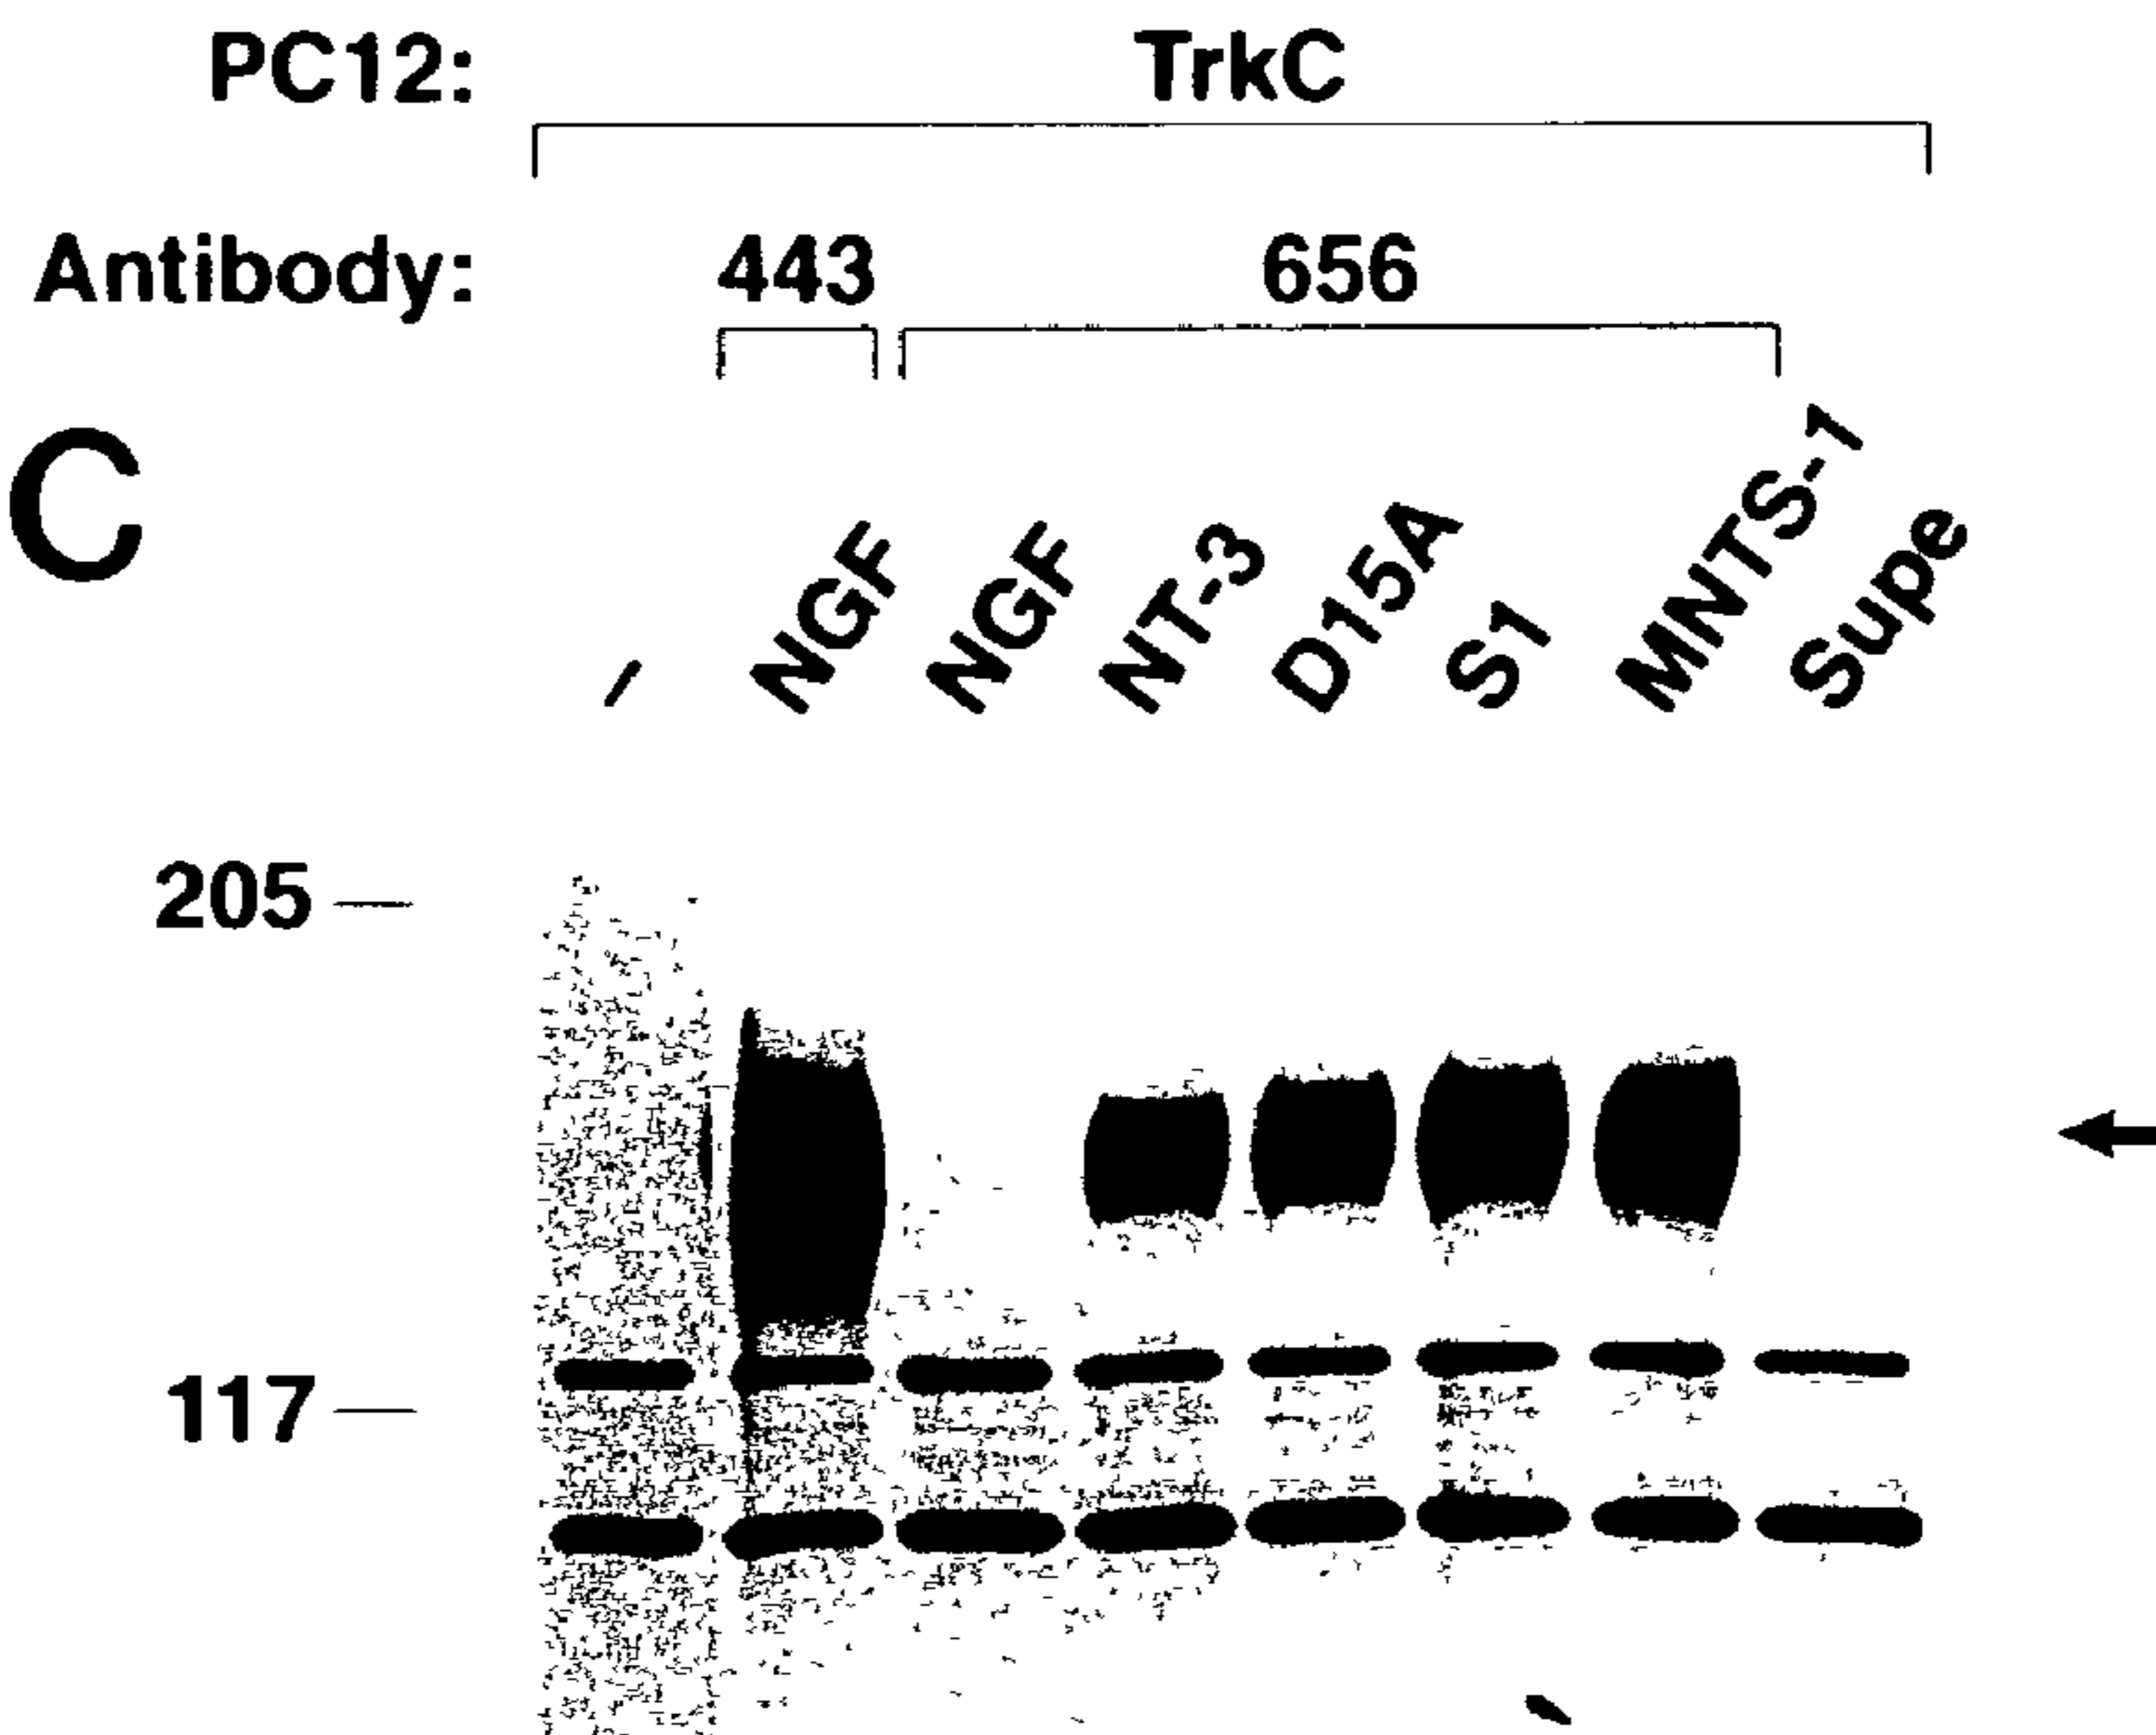 PC12: TrkC
Antibody: 443 656
C
- NGF NGF NT-3 D15A S1 MNTS-1 Supe
205
117